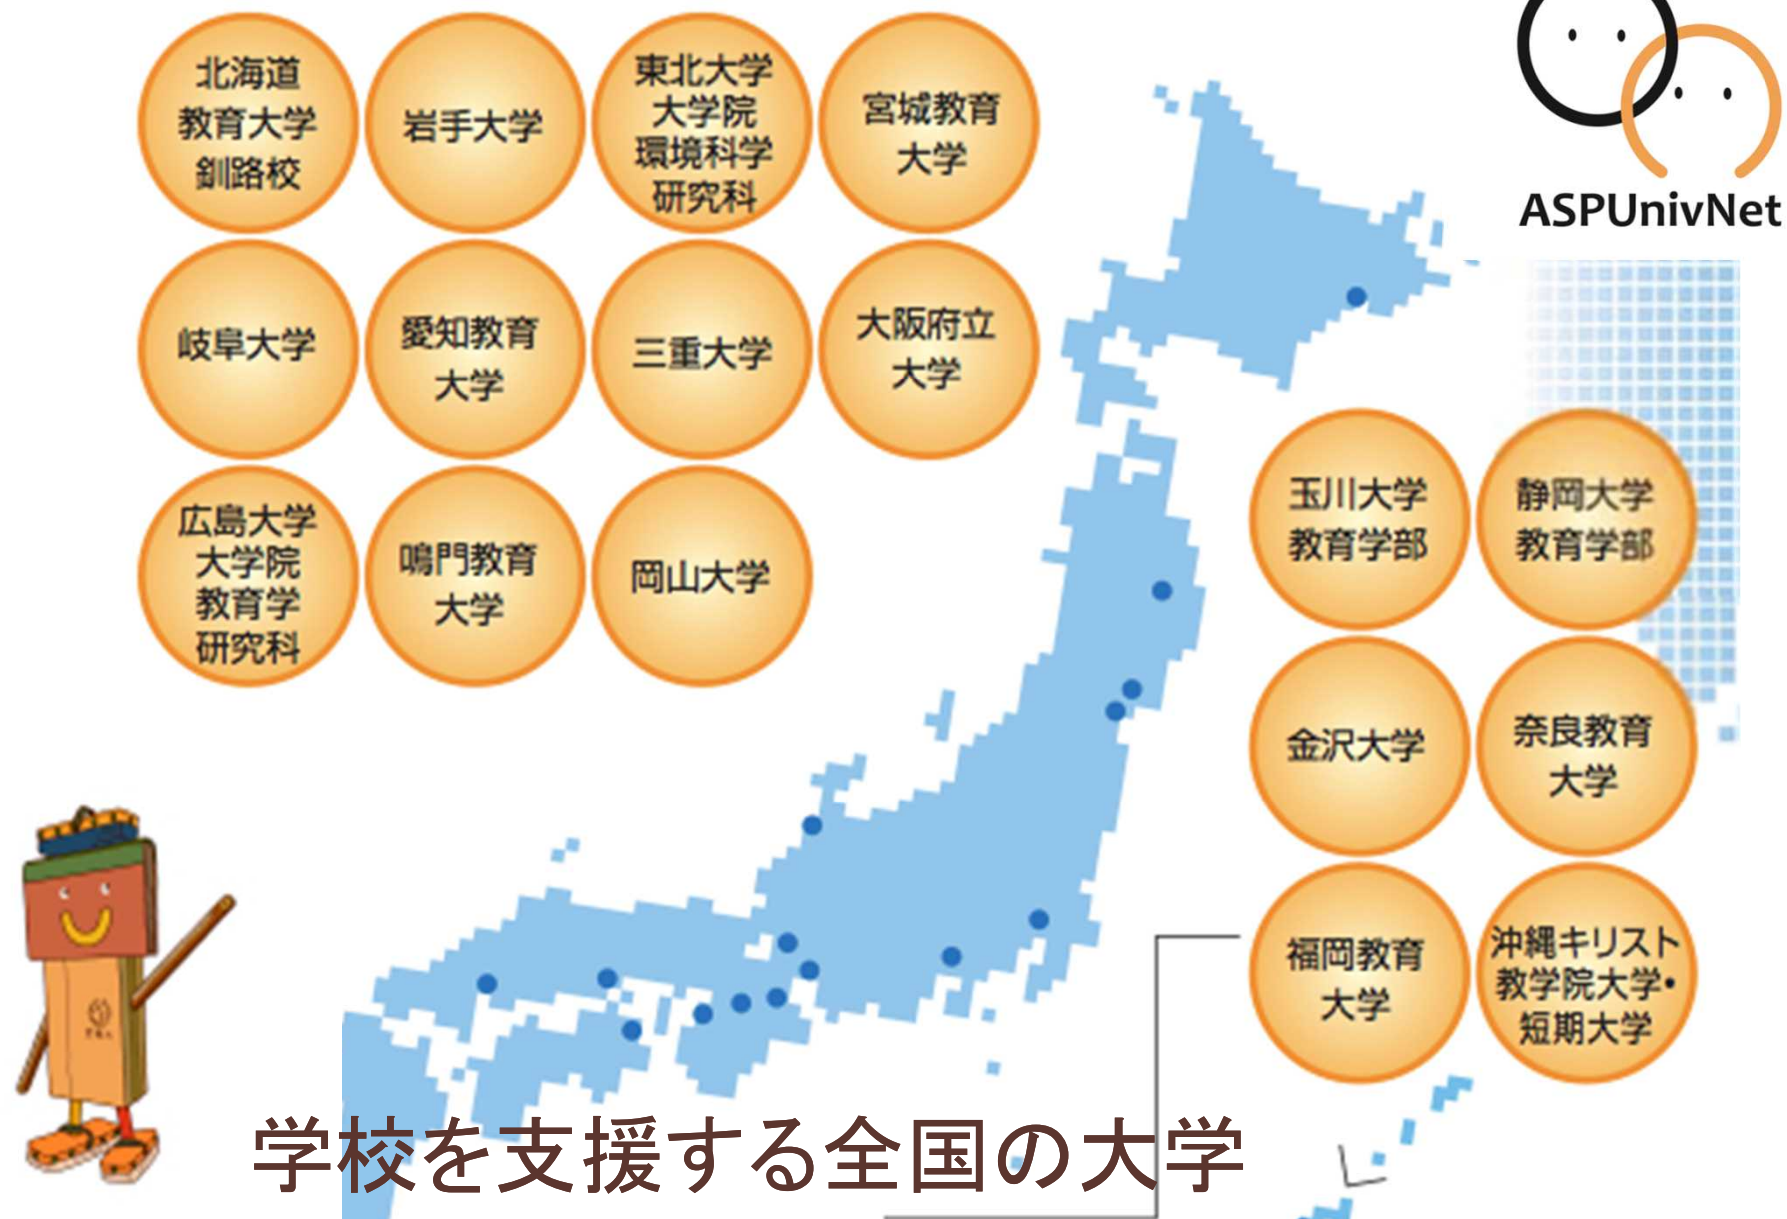 北海道
教育大学
釧路校
岩手大学
東北大学
大学院
環境科学
研究科
宮城教育
大学
岐阜大学
愛知教育
大学
三重大学
大阪府立
大学
広島大学
大学院
教育学
研究科
鳴門教育
大学
岡山大学
ASPUnivNet
玉川大学
教育学部
静岡大学
教育学部
金沢大学
奈良教育
大学
福岡教育
大学
沖縄キリスト
教学院大学・
短期大学
学校を支援する全国の大学